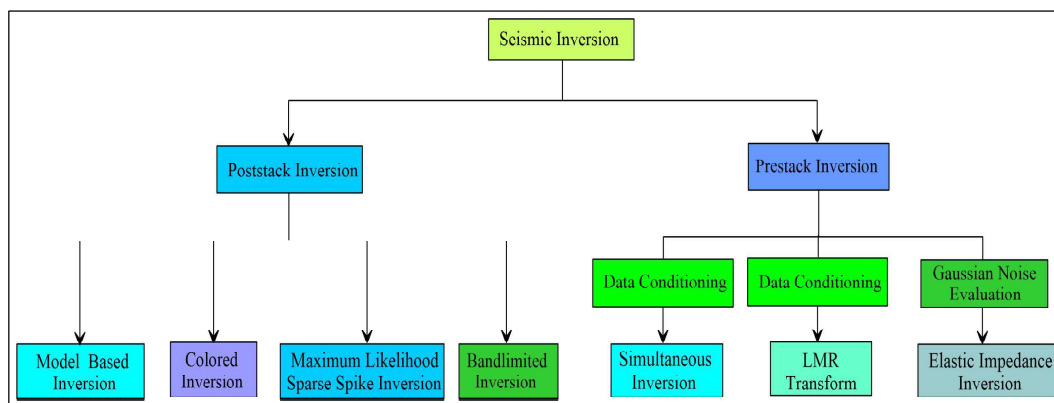 Seismic Inversion
Poststack Inversion
Prestack Inversion
Data Conditioning
Data Conditioning
Gaussian Noise
Evaluation
Model Based
Inversion
Colored
Inversion
Maximum Likelihood
Sparse Spike Inversion
Bandlimited
Inversion
Simultaneous
Inversion
LMR
Transform
Elastic Impedance
Inversion